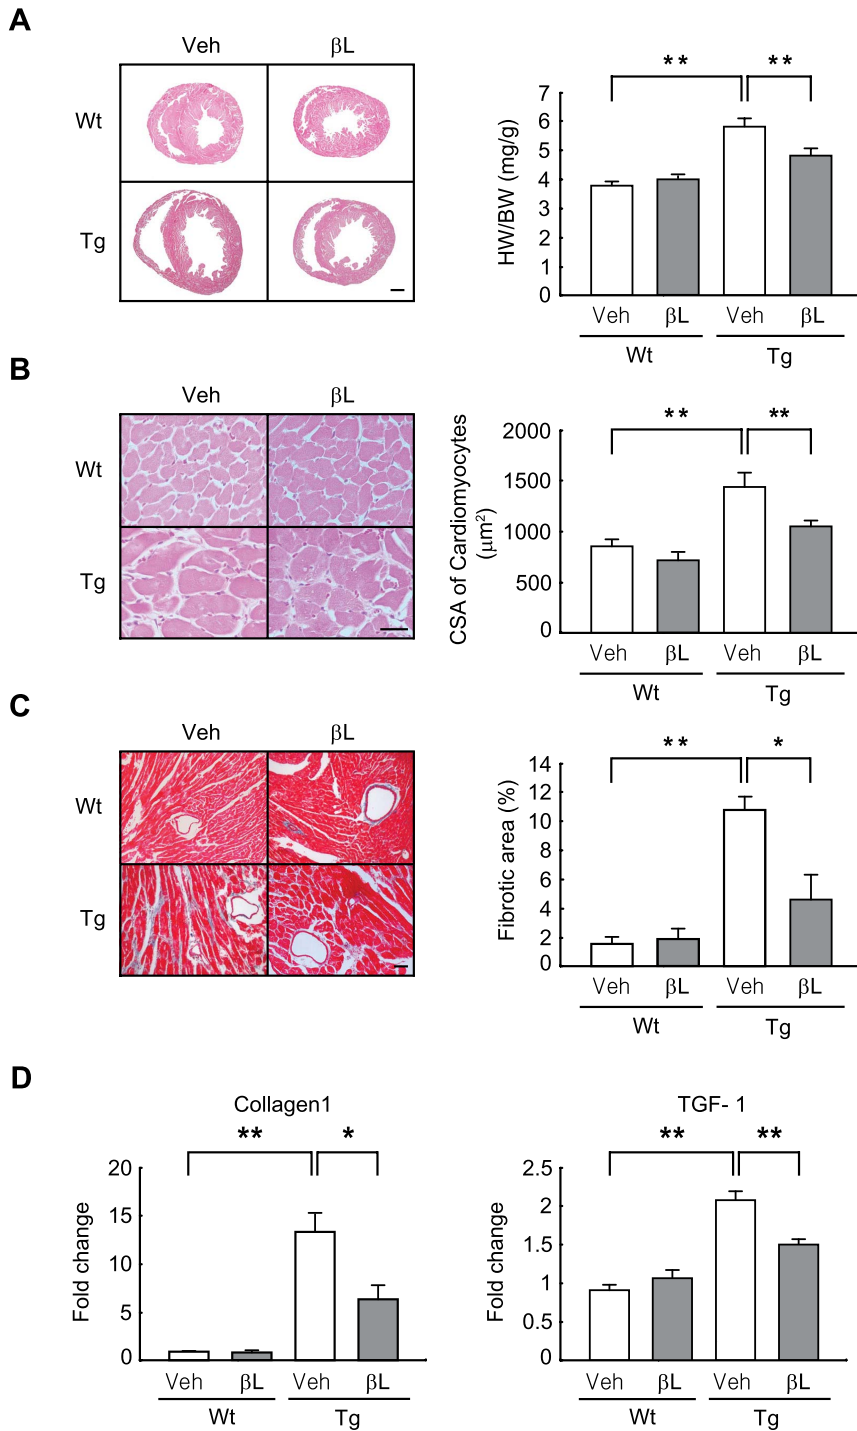 A
Veh βL
Wt
Tg
** **
HW/BW (mg/g)
7
6
5
4
3
2
1
0
Veh βL Veh βL
Wt Tg
B
Veh βL
Wt
Tg
** **
CSA of Cardiomyocytes
(μm²)
2000
1500
1000
500
0
Veh βL Veh βL
Wt Tg
C
Veh βL
Wt
Tg
** *
Fibrotic area (%)
14
12
10
8
6
4
2
0
Veh βL Veh βL
Wt Tg
D
Collagen1
** *
Fold change
20
15
10
5
0
Veh βL Veh βL
Wt Tg
TGF- 1
** **
Fold change
2.5
2
1.5
1
0.5
0
Veh βL Veh βL
Wt Tg